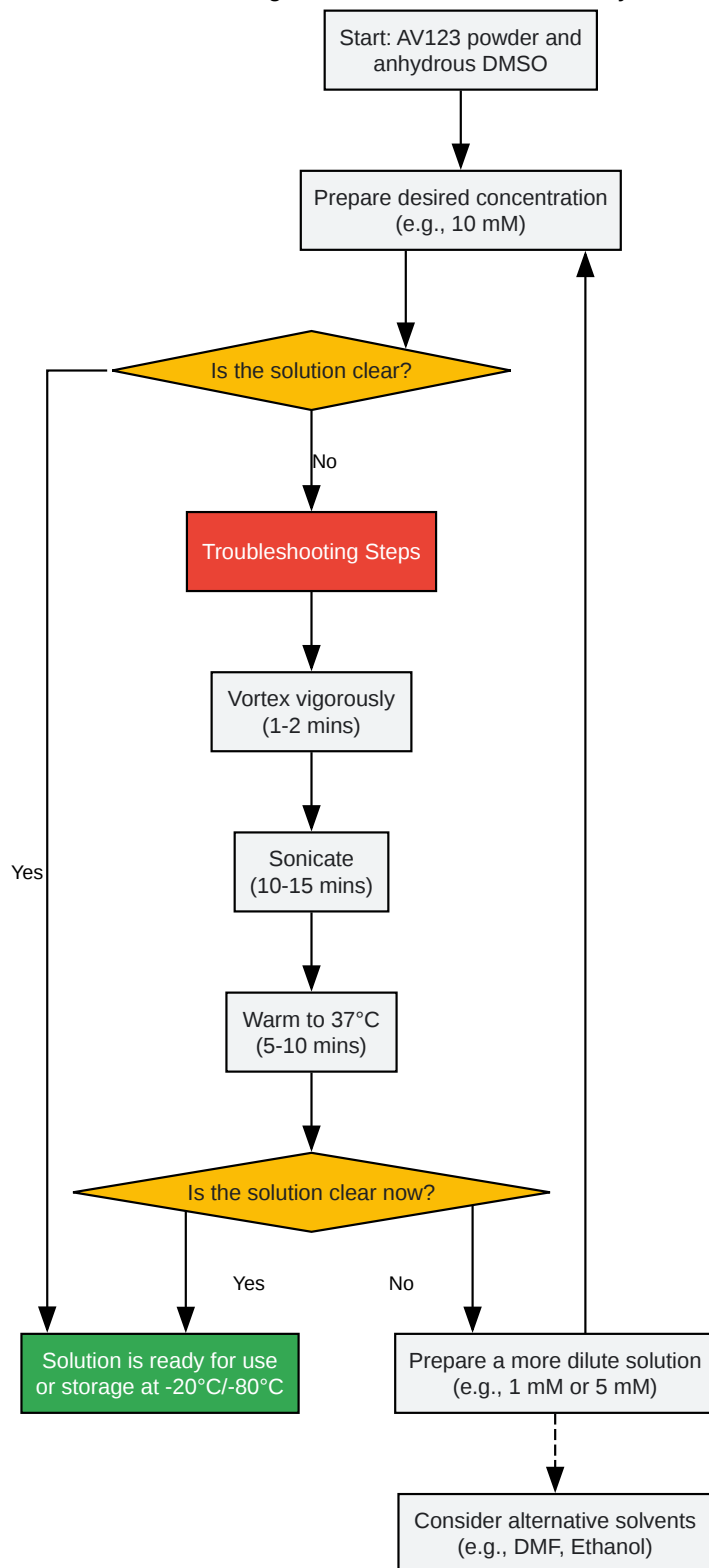 Start: AV123 powder and
anhydrous DMSO
Prepare desired concentration
(e.g., 10 mM)
Is the solution clear?
No
Troubleshooting Steps
Vortex vigorously
(1-2 mins)
Sonicate
(10-15 mins)
Yes
Warm to 37°C
(5-10 mins)
Is the solution clear now?
Yes
No
Solution is ready for use
or storage at -20°C/-80°C
Prepare a more dilute solution
(e.g., 1 mM or 5 mM)
Consider alternative solvents
(e.g., DMF, Ethanol)